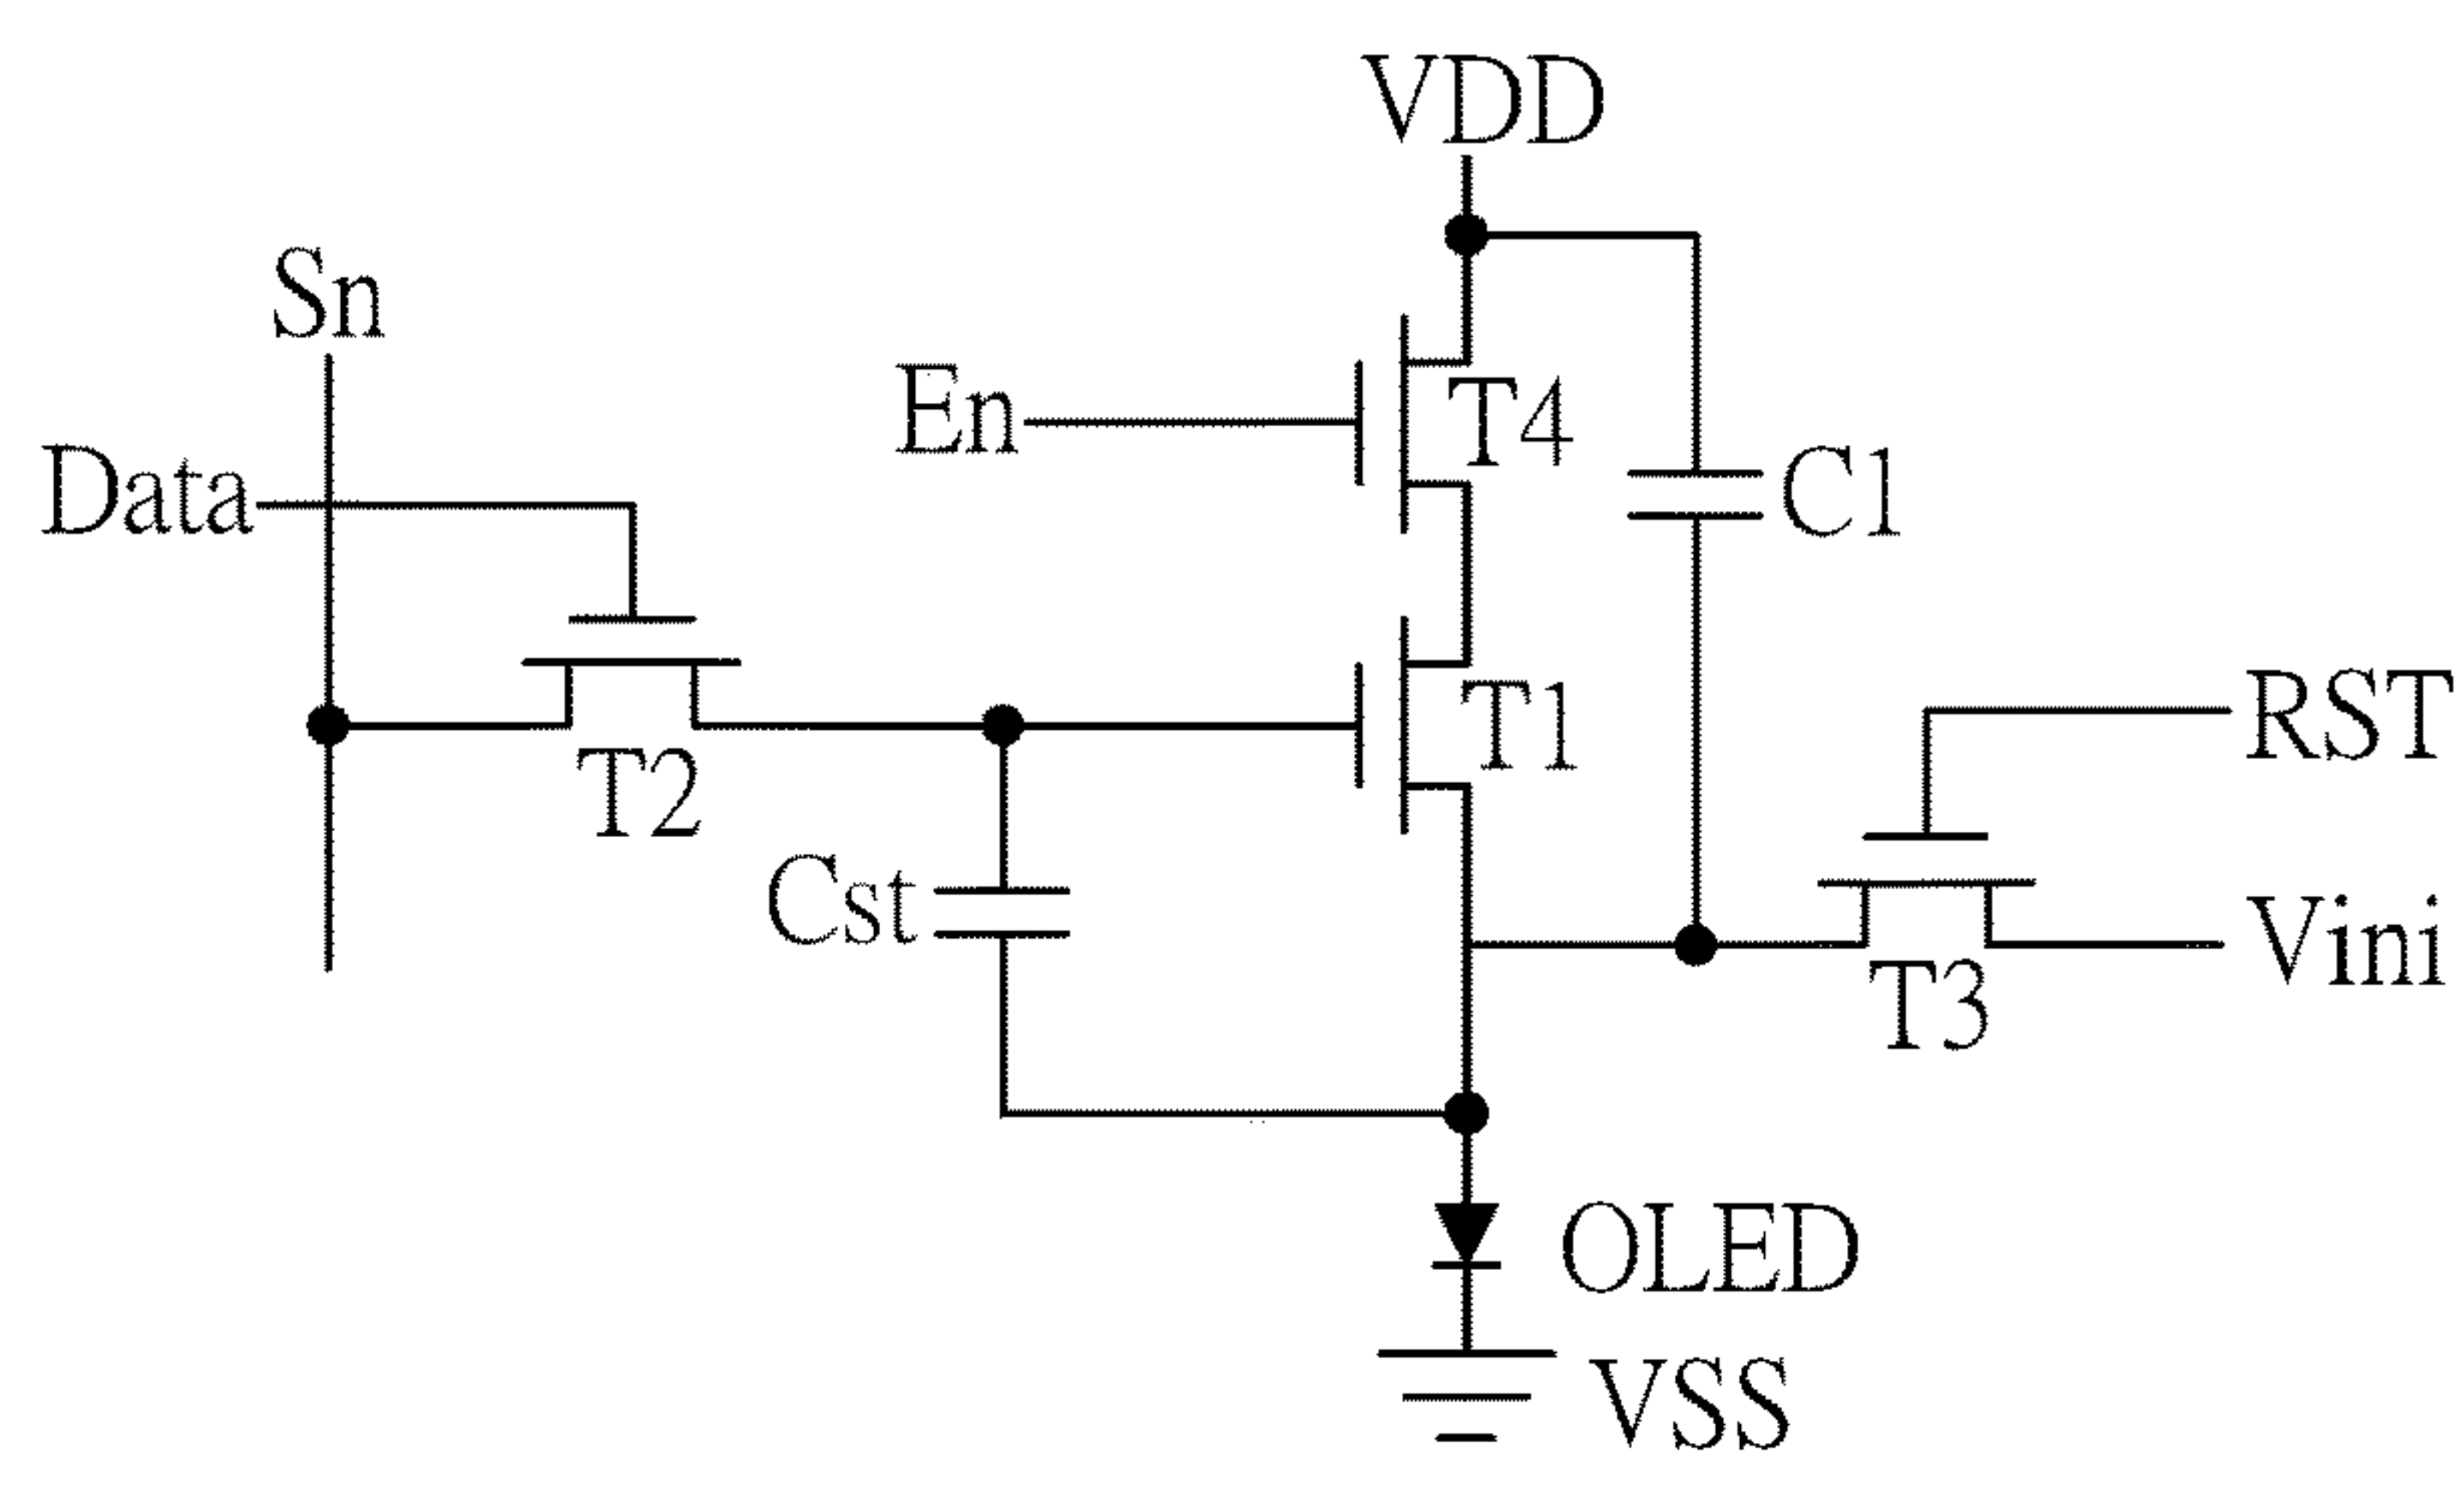 VDD
Sn
En
T4
Data
C1
T1
RST
T2
Cst
Vini
T3
OLED
VSS